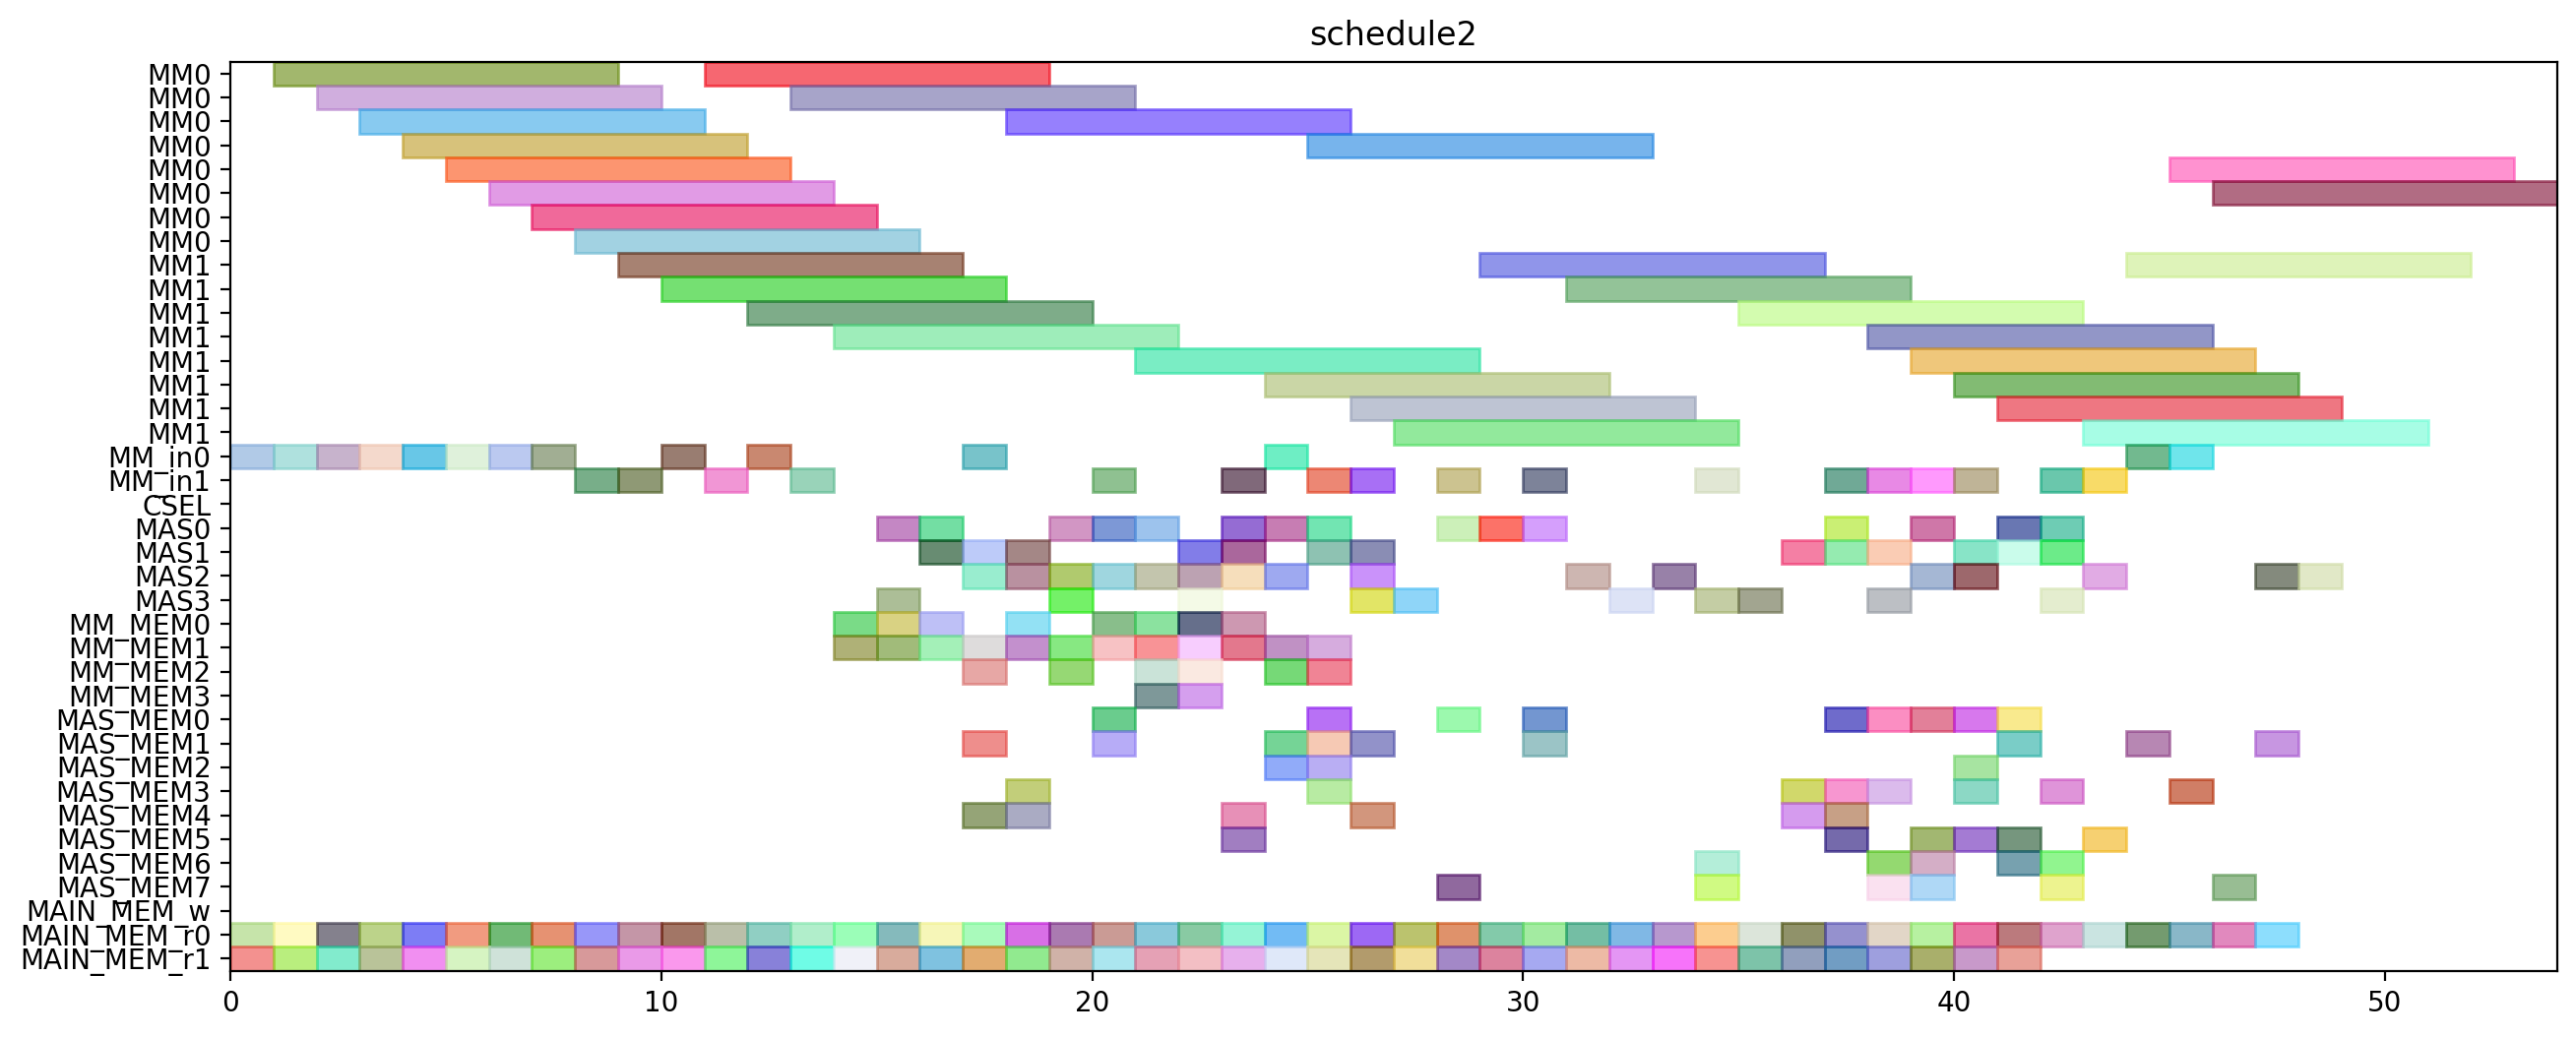 schedule2
MM0
MM0
MM0
MM0
MM0
MM0
MM0
MM0
MM1
MM1
MM1
MM1
MM1
MM1
MM1
MM1
MM_in0
MM_in1
CSEL
MAS0
MAS1
MAS2
MAS3
MM_MEM0
MM_MEM1
MM_MEM2
MM_MEM3
MAS_MEM0
MAS_MEM1
MAS_MEM2
MAS_MEM3
MAS_MEM4
MAS_MEM5
MAS_MEM6
MAS_MEM7
MAIN_MEM_w
MAIN_MEM_r0
MAIN_MEM_r1
0 10 20 30 40 50